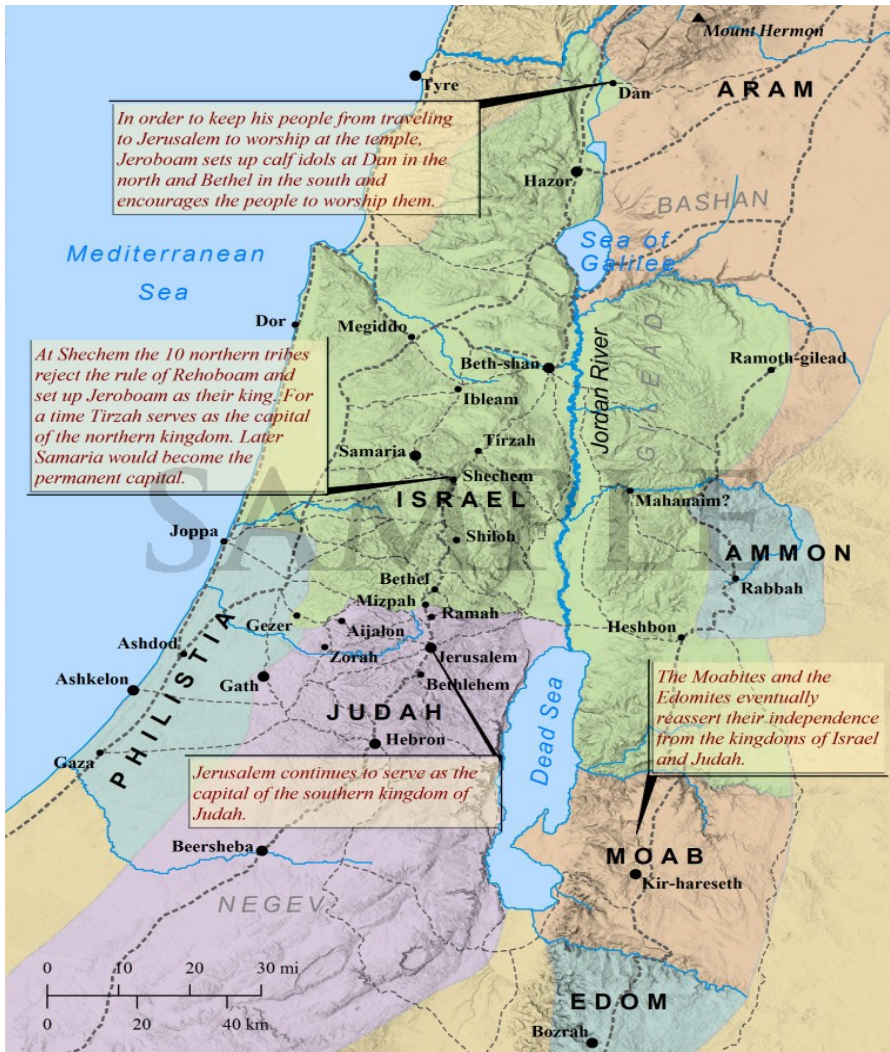 Mount Hermon
Tyre
Dan
ARAM
In order to keep his people from traveling
to Jerusalem to worship at the temple,
Jeroboam sets up calf idols at Dan in the
north and Bethel in the south and
encourages the people to worship them.
Hazor
BASHAN
Mediterranean
Sea
Sea of
Galilee
Dor
Megiddo
Jordan River
GILEAD
Beth-shan
Ramoth-gilead
At Shechem the 10 northern tribes
reject the rule of Rehoboam and
set up Jeroboam as their king. For
a time Tirzah serves as the capital
of the northern kingdom. Later
Samaria would become the
permanent capital.
Ibleam
Tirzah
Samaria
Shechem
ISRAEL
Mahanaim?
SAMPLE
Joppa
Shiloh
AMMON
Rabbah
Bethel
Mizpah
Ramah
Gezer
Aijalon
Heshbon
PHILISTIA
Ashdod
Zorah
Jerusalem
Ashkelon
Gath
Bethlehem
JUDAH
Dead Sea
The Moabites and the
Edomites eventually
reassert their independence
from the kingdoms of Israel
and Judah.
Hebron
Gaza
Jerusalem continues to serve as the
capital of the southern kingdom of
Judah.
Beersheba
MOAB
Kir-hareseth
NEGEV
0 10 20 30 mi
0 20 40 km
EDOM
Bozrah